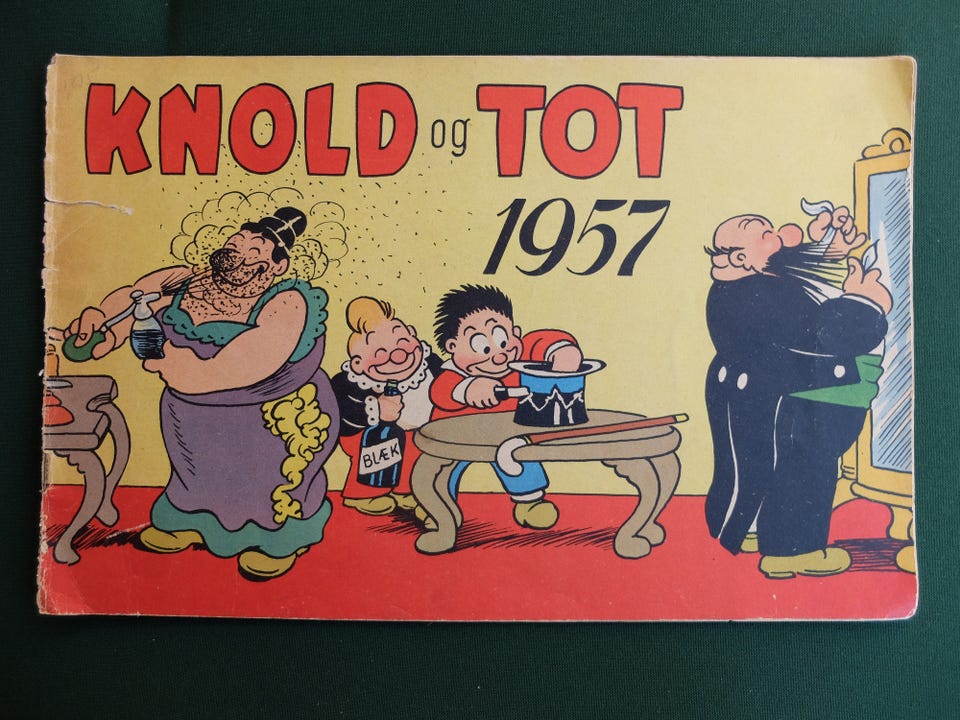 KNOLD og TOT
1957
BLÆK